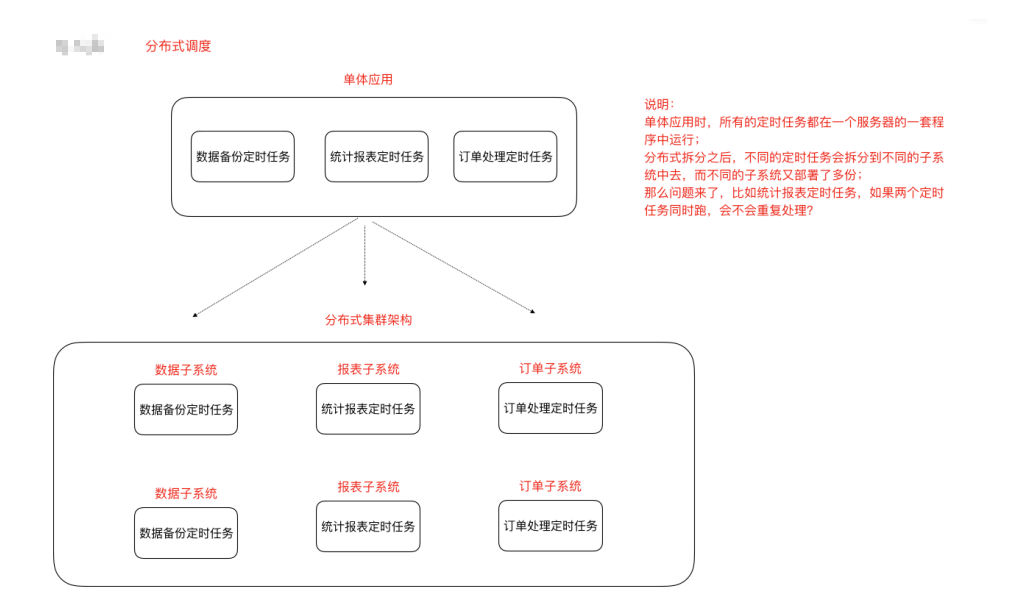 分布式调度
单体应用
数据备份定时任务
统计报表定时任务
订单处理定时任务
说明：
单体应用时，所有的定时任务都在一个服务器的一套程
序中运行；
分布式拆分之后，不同的定时任务会拆分到不同的子系
统中去，而不同的子系统又部署了多份；
那么问题来了，比如统计报表定时任务，如果两个定时
任务同时跑，会不会重复处理？
分布式集群架构
数据子系统
报表子系统
订单子系统
数据备份定时任务
统计报表定时任务
订单处理定时任务
数据子系统
报表子系统
订单子系统
数据备份定时任务
统计报表定时任务
订单处理定时任务